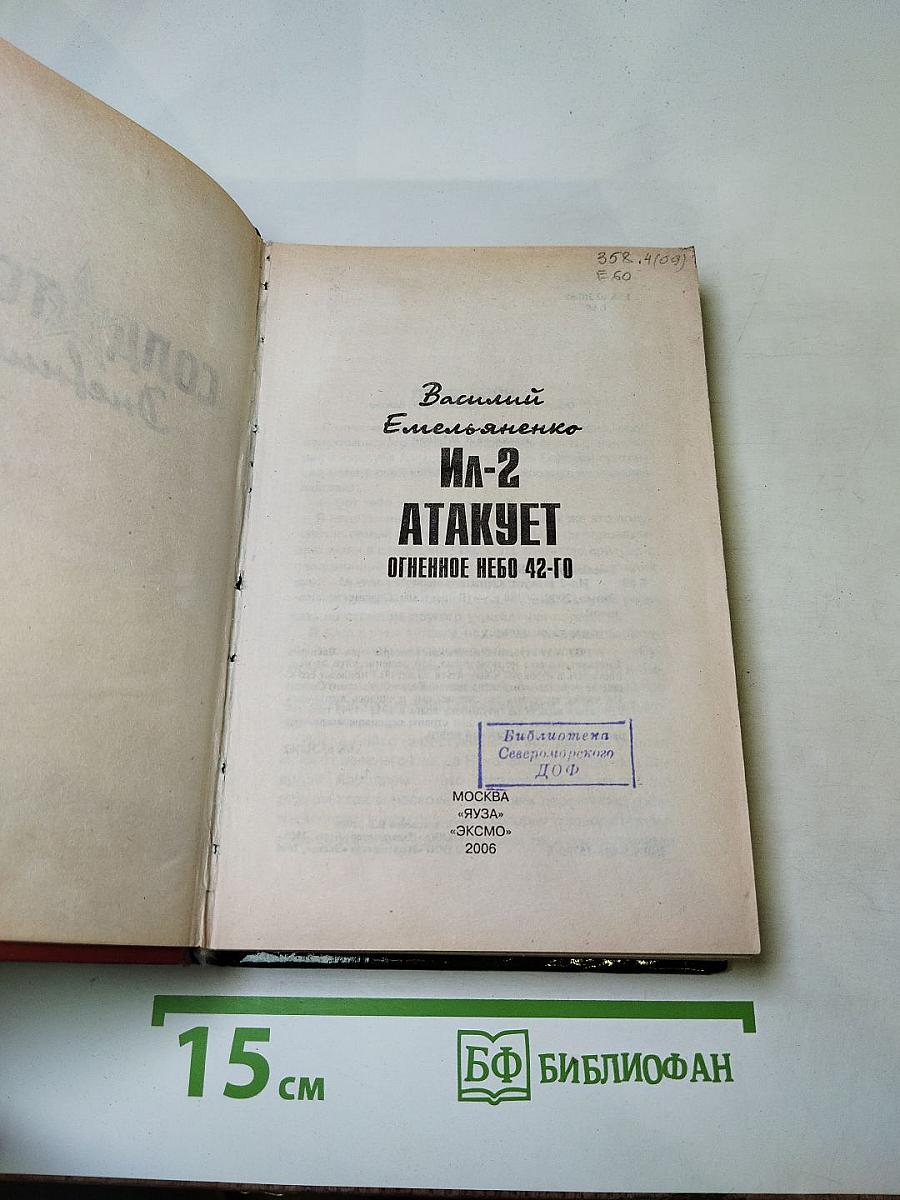 358.4(09)
Е60
Василий
Емельяненко
Ил-2
АТАКУЕТ
ОГНЕННОЕ НЕБО 42-ГО
Библиотека
Североморского
ДОФ
МОСКВА
«ЯУЗА»
«ЭКСМО»
2006
15 см
БФ БИБЛИОФАН